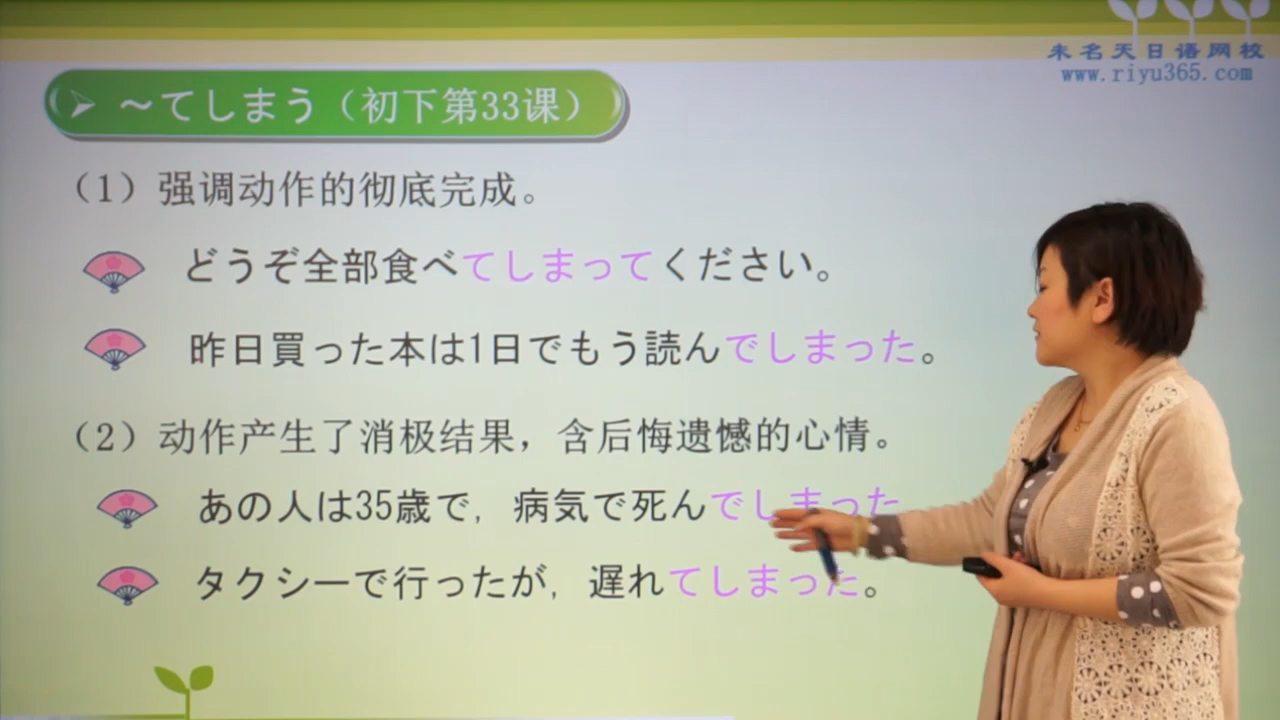 未名天日语网校
www.riyu365.com
～てしまう（初下第33课）
（1）强调动作的彻底完成。
どうぞ全部食べてしまってください。
昨日買った本は1日でもう読んでしまった。
（2）动作产生了消极结果，含后悔遗憾的心情。
あの人は35歳で, 病気で死んでしまった
タクシーで行ったが, 遅れてしまった。